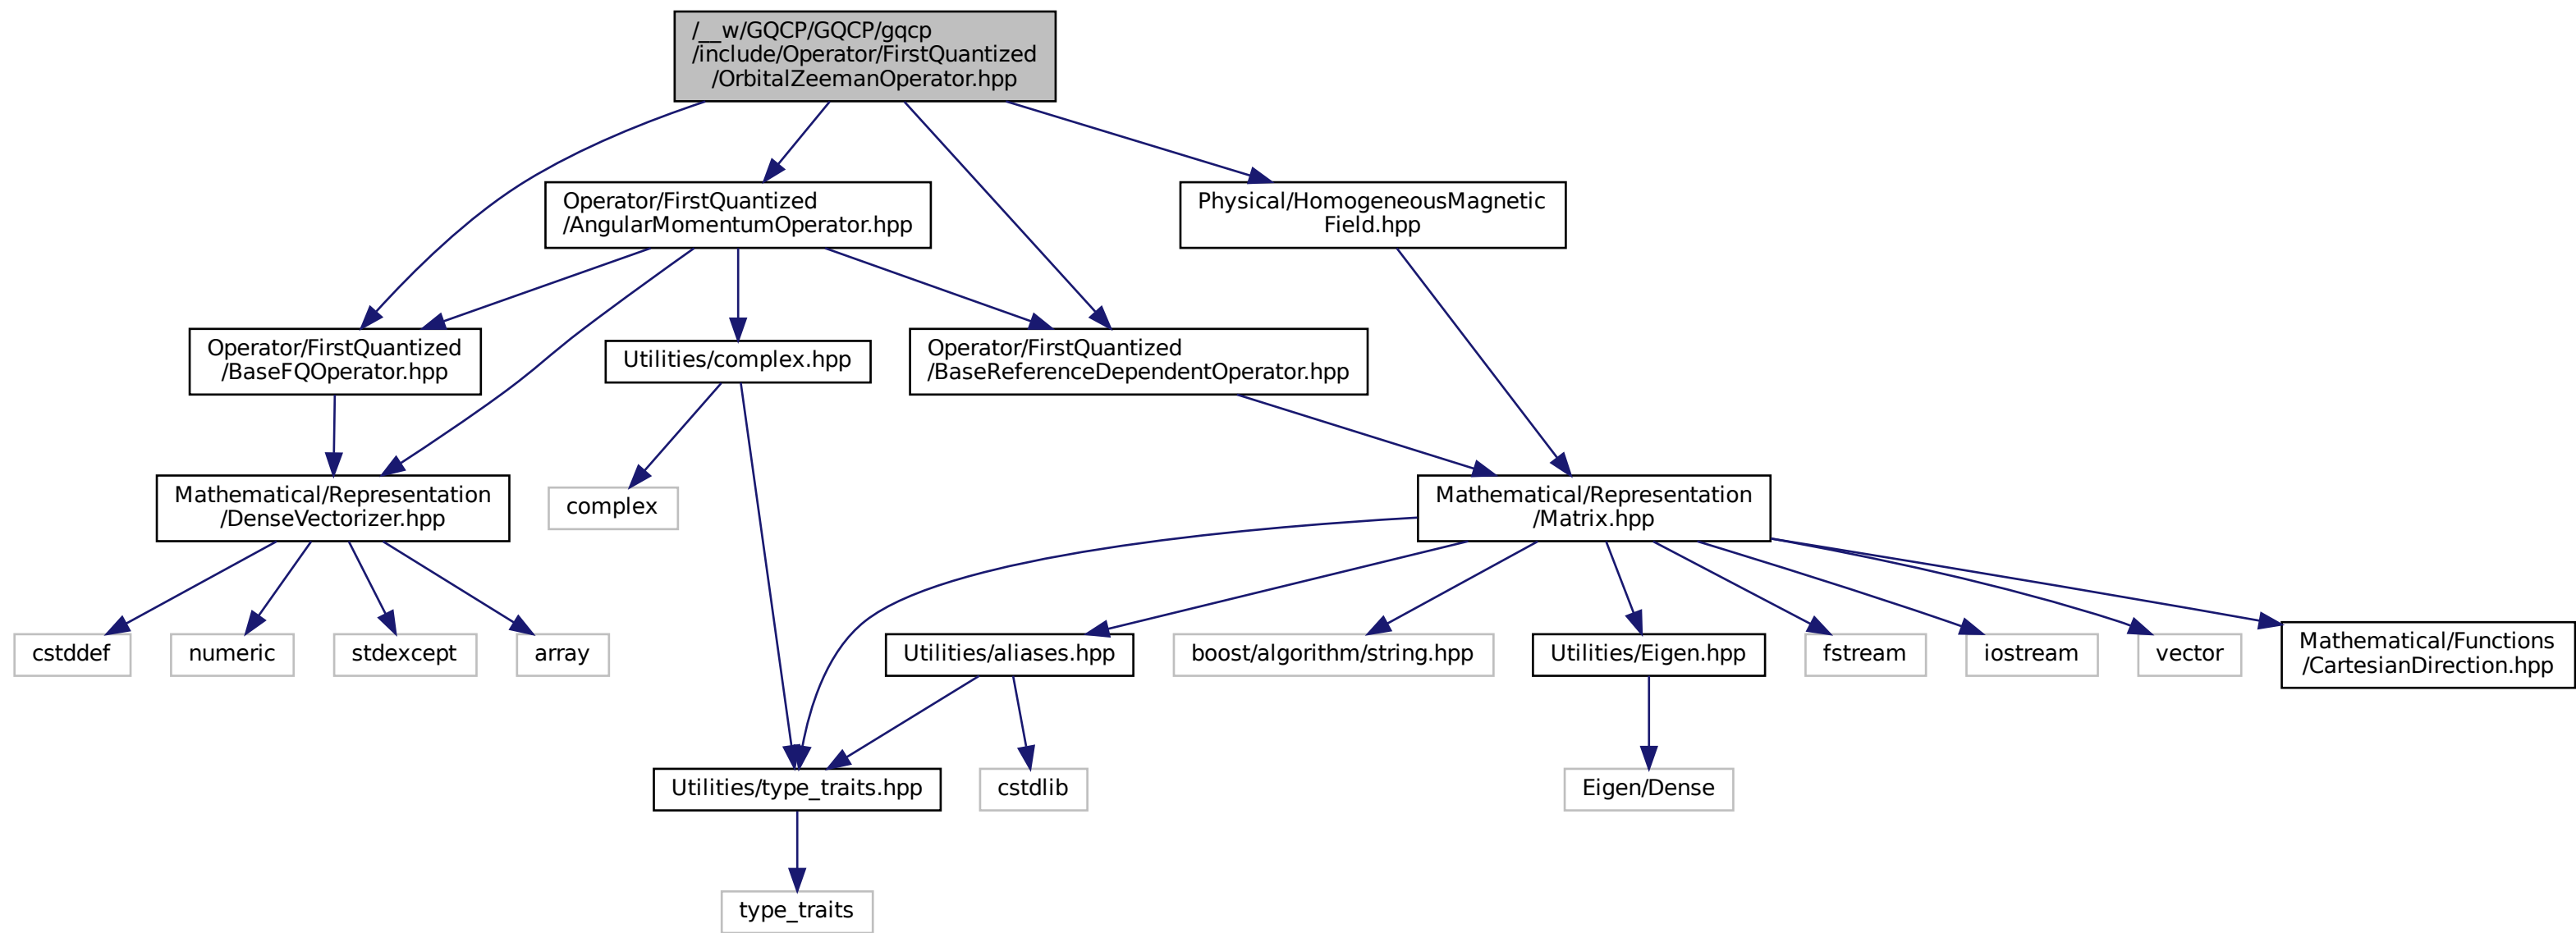 /__w/GQCP/GQCP/gqcp
/include/Operator/FirstQuantized
/OrbitalZeemanOperator.hpp
Operator/FirstQuantized
/AngularMomentumOperator.hpp
Physical/HomogeneousMagnetic
Field.hpp
Operator/FirstQuantized
/BaseFQOperator.hpp
Utilities/complex.hpp
Operator/FirstQuantized
/BaseReferenceDependentOperator.hpp
Mathematical/Representation
/DenseVectorizer.hpp
complex
Mathematical/Representation
/Matrix.hpp
cstddef
numeric
stdexcept
array
Utilities/aliases.hpp
boost/algorithm/string.hpp
Utilities/Eigen.hpp
fstream
iostream
vector
Mathematical/Functions
/CartesianDirection.hpp
Utilities/type_traits.hpp
cstdlib
Eigen/Dense
type_traits